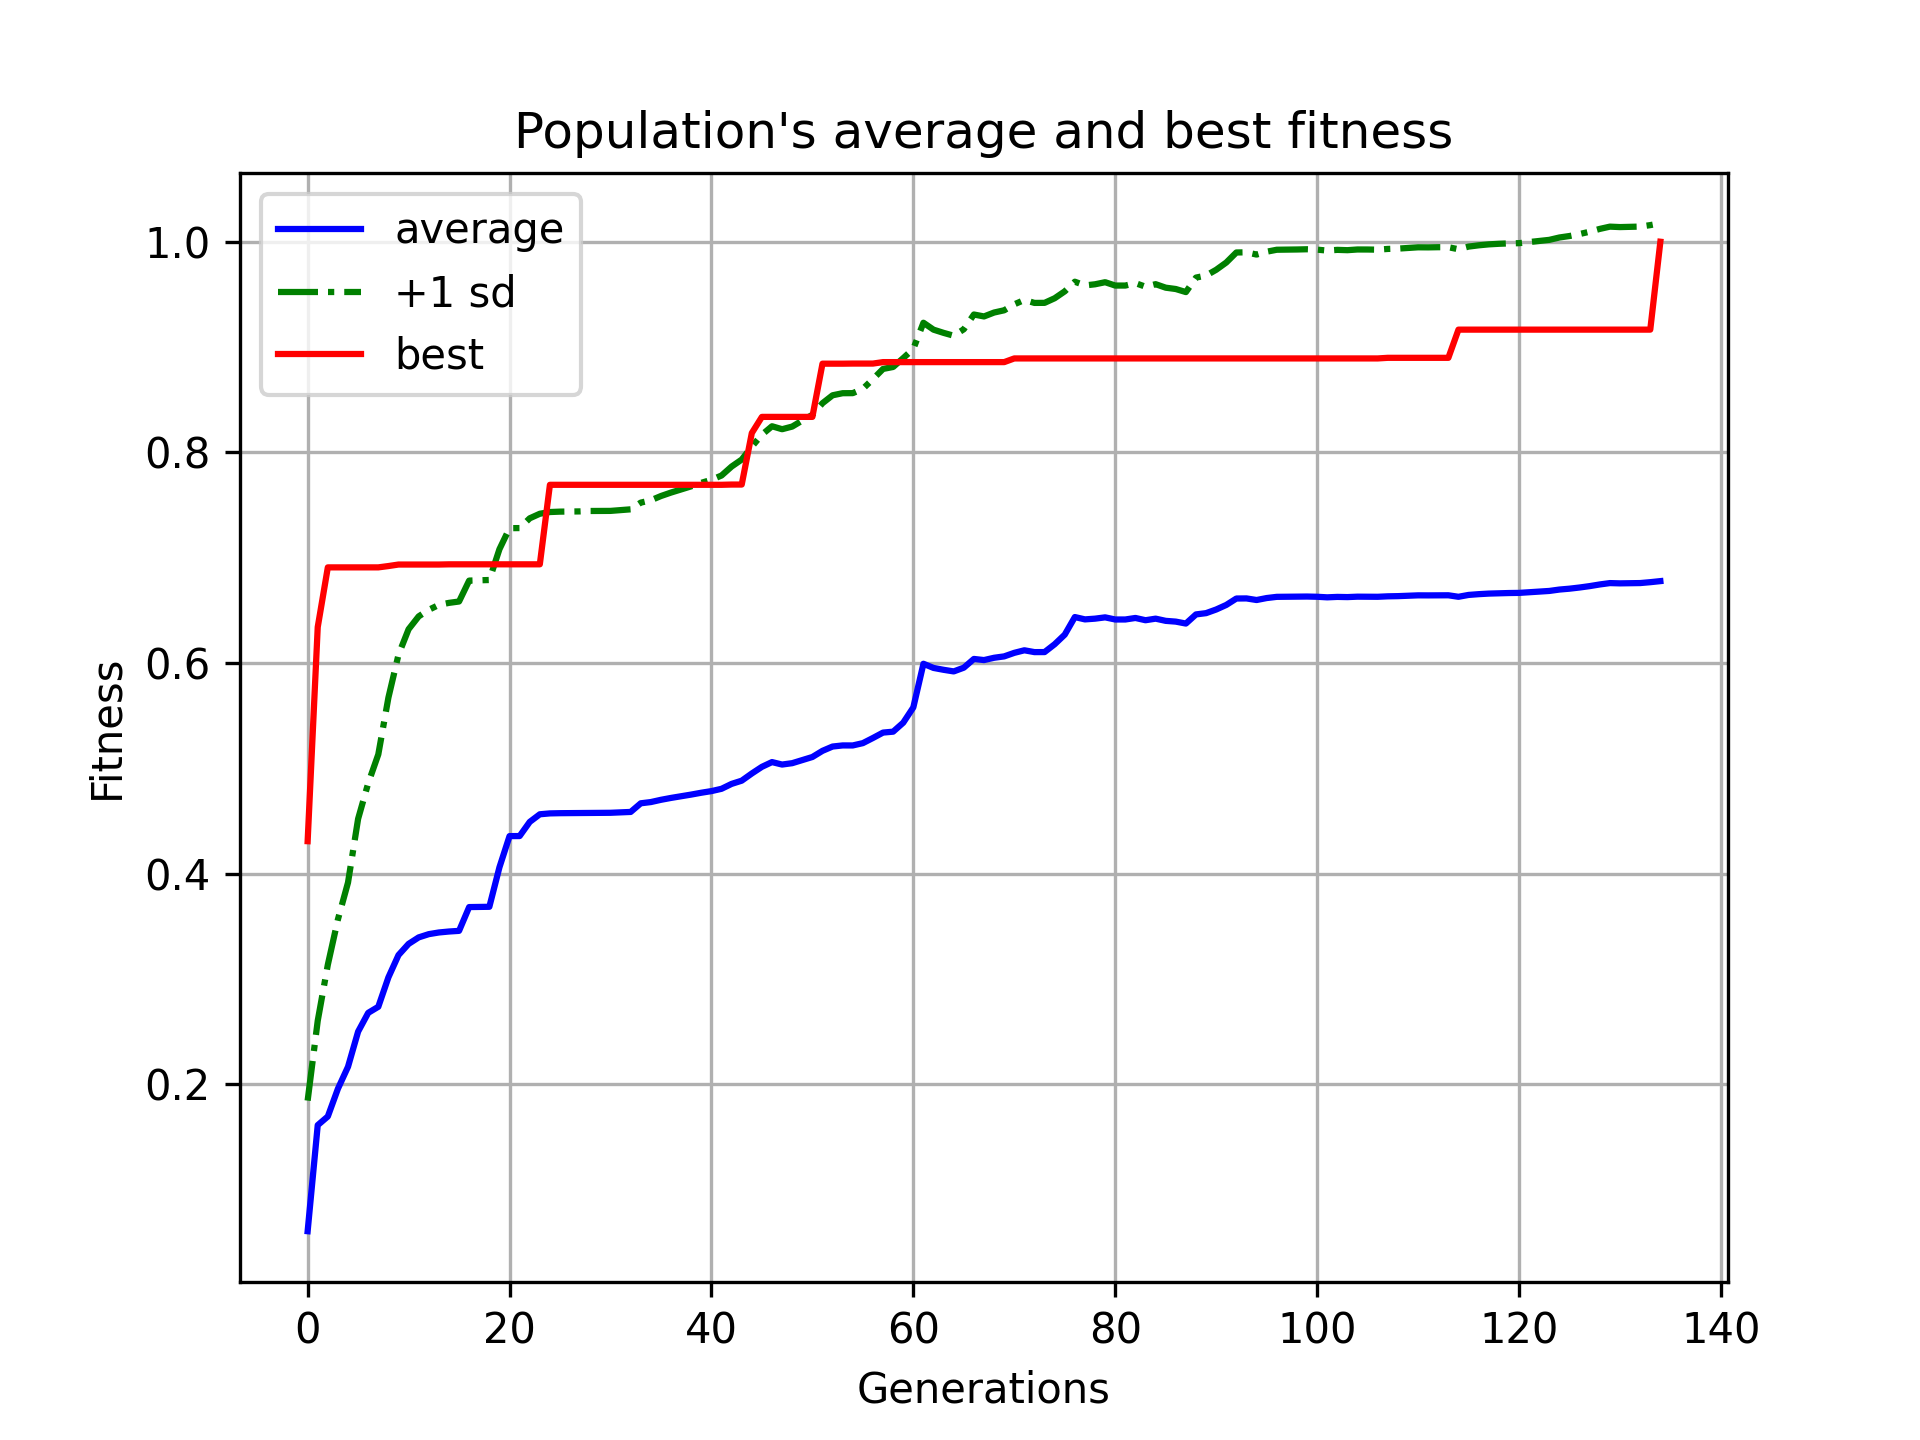 Population's average and best fitness
average
+1 sd
best
1.0
0.8
0.6
0.4
0.2
Fitness
0 20 40 60 80 100 120 140
Generations